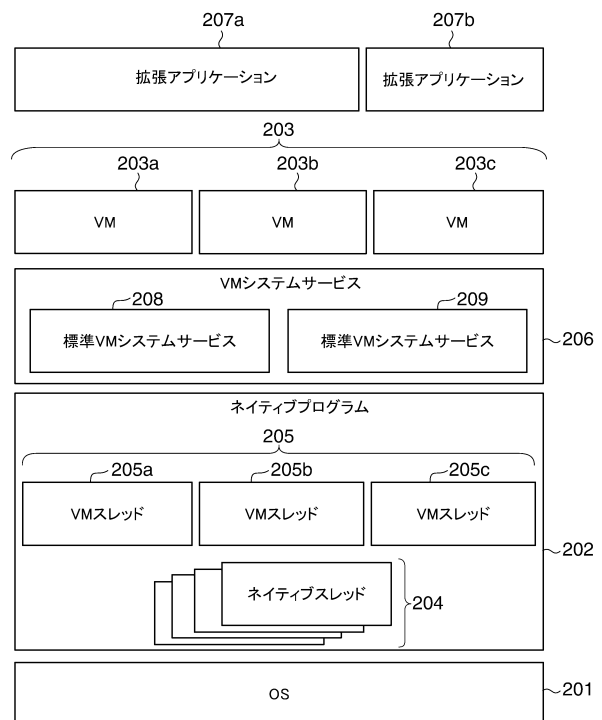 207a
207b
拡張アプリケーション
拡張アプリケーション
203
203a
203b
203c
VM
VM
VM
VMシステムサービス
208
209
標準VMシステムサービス
標準VMシステムサービス
206
ネイティブプログラム
205
205a
205b
205c
VMスレッド
VMスレッド
VMスレッド
202
ネイティブスレッド
204
OS
201